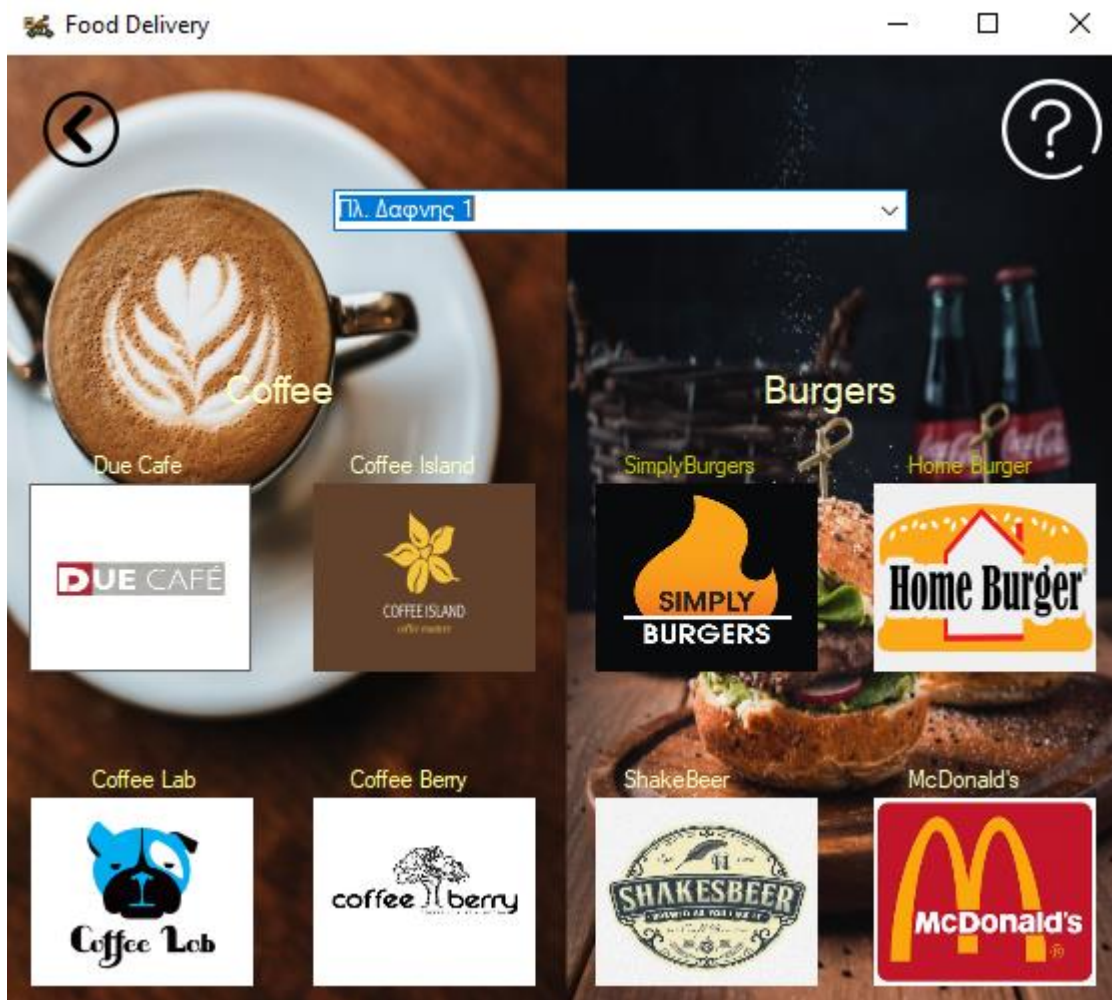 Food Delivery
Πλ. Δαφνης 1
Coffee
Burgers
Due Cafe
Coffee Island
SimplyBurgers
Home Burger
DUE CAFÉ
COFFEE ISLAND
SIMPLY
BURGERS
Home Burger
Coffee Lab
Coffee Berry
ShakeBeer
McDonald's
Coffee Lab
coffee berry
SHAKESBEER
McDonald's